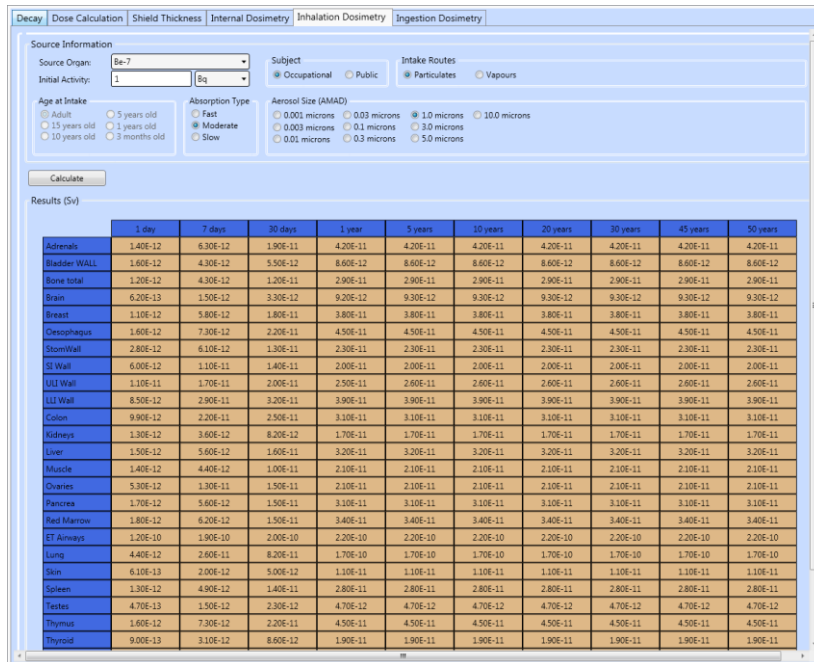 Decay Dose Calculation Shield Thickness Internal Dosimetry Inhalation Dosimetry Ingestion Dosimetry
Source Information
Source Organ: Be-7
Initial Activity: 1 Bq
Subject
Occupational Public
Intake Routes
Particulates Vapours
Age at Intake
Adult 5 years old
15 years old 1 years old
10 years old 3 months old
Absorption Type
Fast
Moderate
Slow
Aerosol Size (AMAD)
0.001 microns 0.03 microns 1.0 microns 10.0 microns
0.003 microns 0.1 microns 3.0 microns
0.01 microns 0.3 microns 5.0 microns
Calculate
Results (Sv)
1 day 7 days 30 days 1 year 5 years 10 years 20 years 30 years 45 years 50 years
Adrenals 1.40E-12 6.30E-12 1.90E-11 4.20E-11 4.20E-11 4.20E-11 4.20E-11 4.20E-11 4.20E-11 4.20E-11
Bladder WALL 1.60E-12 4.30E-12 5.50E-12 8.60E-12 8.60E-12 8.60E-12 8.60E-12 8.60E-12 8.60E-12 8.60E-12
Bone total 1.20E-12 4.30E-12 1.20E-11 2.90E-11 2.90E-11 2.90E-11 2.90E-11 2.90E-11 2.90E-11 2.90E-11
Brain 6.20E-13 1.50E-12 3.30E-12 9.20E-12 9.30E-12 9.30E-12 9.30E-12 9.30E-12 9.30E-12 9.30E-12
Breast 1.10E-12 5.80E-12 1.80E-11 3.80E-11 3.80E-11 3.80E-11 3.80E-11 3.80E-11 3.80E-11 3.80E-11
Oesophaqus 1.60E-12 7.30E-12 2.20E-11 4.50E-11 4.50E-11 4.50E-11 4.50E-11 4.50E-11 4.50E-11 4.50E-11
StomWall 2.80E-12 6.10E-12 1.30E-11 2.30E-11 2.30E-11 2.30E-11 2.30E-11 2.30E-11 2.30E-11 2.30E-11
SI Wall 6.00E-12 1.10E-11 1.40E-11 2.00E-11 2.00E-11 2.00E-11 2.00E-11 2.00E-11 2.00E-11 2.00E-11
ULI Wall 1.10E-11 1.70E-11 2.00E-11 2.50E-11 2.60E-11 2.60E-11 2.60E-11 2.60E-11 2.60E-11 2.60E-11
LLI Wall 8.50E-12 2.90E-11 3.20E-11 3.90E-11 3.90E-11 3.90E-11 3.90E-11 3.90E-11 3.90E-11 3.90E-11
Colon 9.90E-12 2.20E-11 2.50E-11 3.10E-11 3.10E-11 3.10E-11 3.10E-11 3.10E-11 3.10E-11 3.10E-11
Kidneys 1.30E-12 3.60E-12 8.20E-12 1.70E-11 1.70E-11 1.70E-11 1.70E-11 1.70E-11 1.70E-11 1.70E-11
Liver 1.50E-12 5.60E-12 1.60E-11 3.20E-11 3.20E-11 3.20E-11 3.20E-11 3.20E-11 3.20E-11 3.20E-11
Muscle 1.40E-12 4.40E-12 1.00E-11 2.10E-11 2.10E-11 2.10E-11 2.10E-11 2.10E-11 2.10E-11 2.10E-11
Ovaries 5.30E-12 1.30E-11 1.50E-11 2.10E-11 2.10E-11 2.10E-11 2.10E-11 2.10E-11 2.10E-11 2.10E-11
Pancrea 1.70E-12 5.60E-12 1.50E-11 3.10E-11 3.10E-11 3.10E-11 3.10E-11 3.10E-11 3.10E-11 3.10E-11
Red Marrow 1.80E-12 6.20E-12 1.50E-11 3.40E-11 3.40E-11 3.40E-11 3.40E-11 3.40E-11 3.40E-11 3.40E-11
ET Airways 1.20E-10 1.90E-10 2.00E-10 2.20E-10 2.20E-10 2.20E-10 2.20E-10 2.20E-10 2.20E-10 2.20E-10
Lung 4.40E-12 2.60E-11 8.20E-11 1.70E-10 1.70E-10 1.70E-10 1.70E-10 1.70E-10 1.70E-10 1.70E-10
Skin 6.10E-13 2.00E-12 5.00E-12 1.10E-11 1.10E-11 1.10E-11 1.10E-11 1.10E-11 1.10E-11 1.10E-11
Spleen 1.30E-12 4.90E-12 1.40E-11 2.80E-11 2.80E-11 2.80E-11 2.80E-11 2.80E-11 2.80E-11 2.80E-11
Testes 4.70E-13 1.50E-12 2.30E-12 4.70E-12 4.70E-12 4.70E-12 4.70E-12 4.70E-12 4.70E-12 4.70E-12
Thymus 1.60E-12 7.30E-12 2.20E-11 4.50E-11 4.50E-11 4.50E-11 4.50E-11 4.50E-11 4.50E-11 4.50E-11
Thyroid 9.00E-13 3.10E-12 8.60E-12 1.90E-11 1.90E-11 1.90E-11 1.90E-11 1.90E-11 1.90E-11 1.90E-11